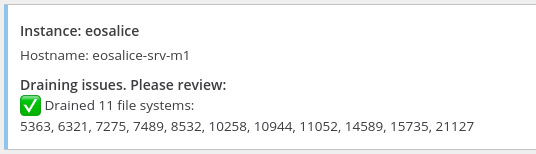 Instance: eosalice
Hostname: eosalice-srv-m1
Draining issues. Please review:
✅ Drained 11 file systems:
5363, 6321, 7275, 7489, 8532, 10258, 10944, 11052, 14589, 15735, 21127